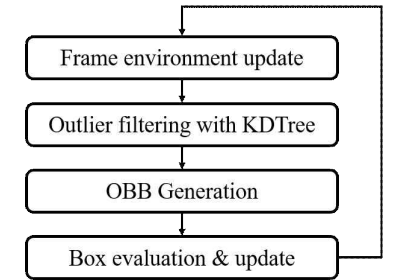 Frame environment update
Outlier filtering with KDTree
OBB Generation
Box evaluation & update